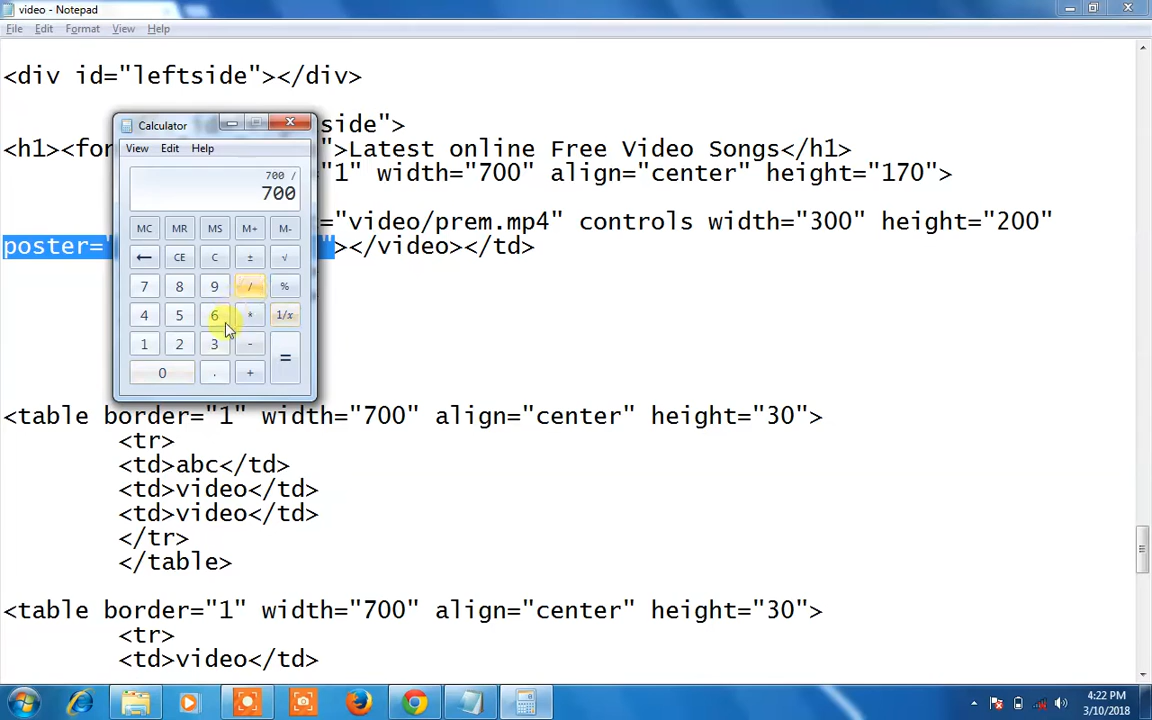 video - Notepad
File Edit Format View Help
<div id="leftside"></div>
side">
<h1><for ">Latest online Free Video Songs</h1>
"1" width="700" align="center" height="170">
="video/prem.mp4" controls width="300" height="200"
poster=" "></video></td>
Calculator
View Edit Help
700 /
700
MC MR MS M+ M-
← CE C ± √
7 8 9 / %
4 5 6 * 1/x
1 2 3 - =
0 . +
<table border="1" width="700" align="center" height="30">
<tr>
<td>abc</td>
<td>video</td>
<td>video</td>
</tr>
</table>
<table border="1" width="700" align="center" height="30">
<tr>
<td>video</td>
4:22 PM
3/10/2018